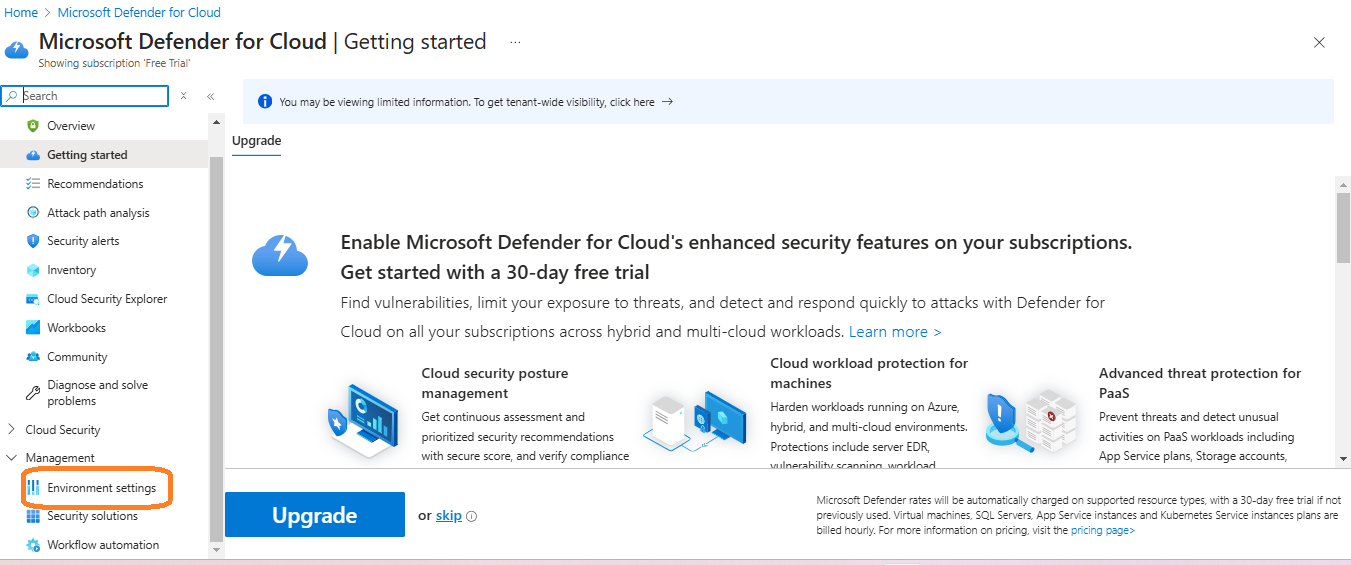 Home > Microsoft Defender for Cloud
Microsoft Defender for Cloud | Getting started ...
Showing subscription 'Free Trial'
Search
You may be viewing limited information. To get tenant-wide visibility, click here →
Overview
Getting started
Recommendations
Attack path analysis
Security alerts
Inventory
Cloud Security Explorer
Workbooks
Community
Diagnose and solve
problems
Cloud Security
Management
Environment settings
Security solutions
Workflow automation
Upgrade
Enable Microsoft Defender for Cloud's enhanced security features on your subscriptions.
Get started with a 30-day free trial
Find vulnerabilities, limit your exposure to threats, and detect and respond quickly to attacks with Defender for
Cloud on all your subscriptions across hybrid and multi-cloud workloads. Learn more >
Cloud security posture
management
Get continuous assessment and
prioritized security recommendations
with secure score, and verify compliance
Cloud workload protection for
machines
Harden workloads running on Azure,
hybrid, and multi-cloud environments.
Protections include server EDR,
vulnerability scanning, workload
Advanced threat protection for
PaaS
Prevent threats and detect unusual
activities on PaaS workloads including
App Service plans, Storage accounts,
Upgrade
or skip
Microsoft Defender rates will be automatically charged on supported resource types, with a 30-day free trial if not
previously used. Virtual machines, SQL Servers, App Service instances and Kubernetes Service instances plans are
billed hourly. For more information on pricing, visit the pricing page>